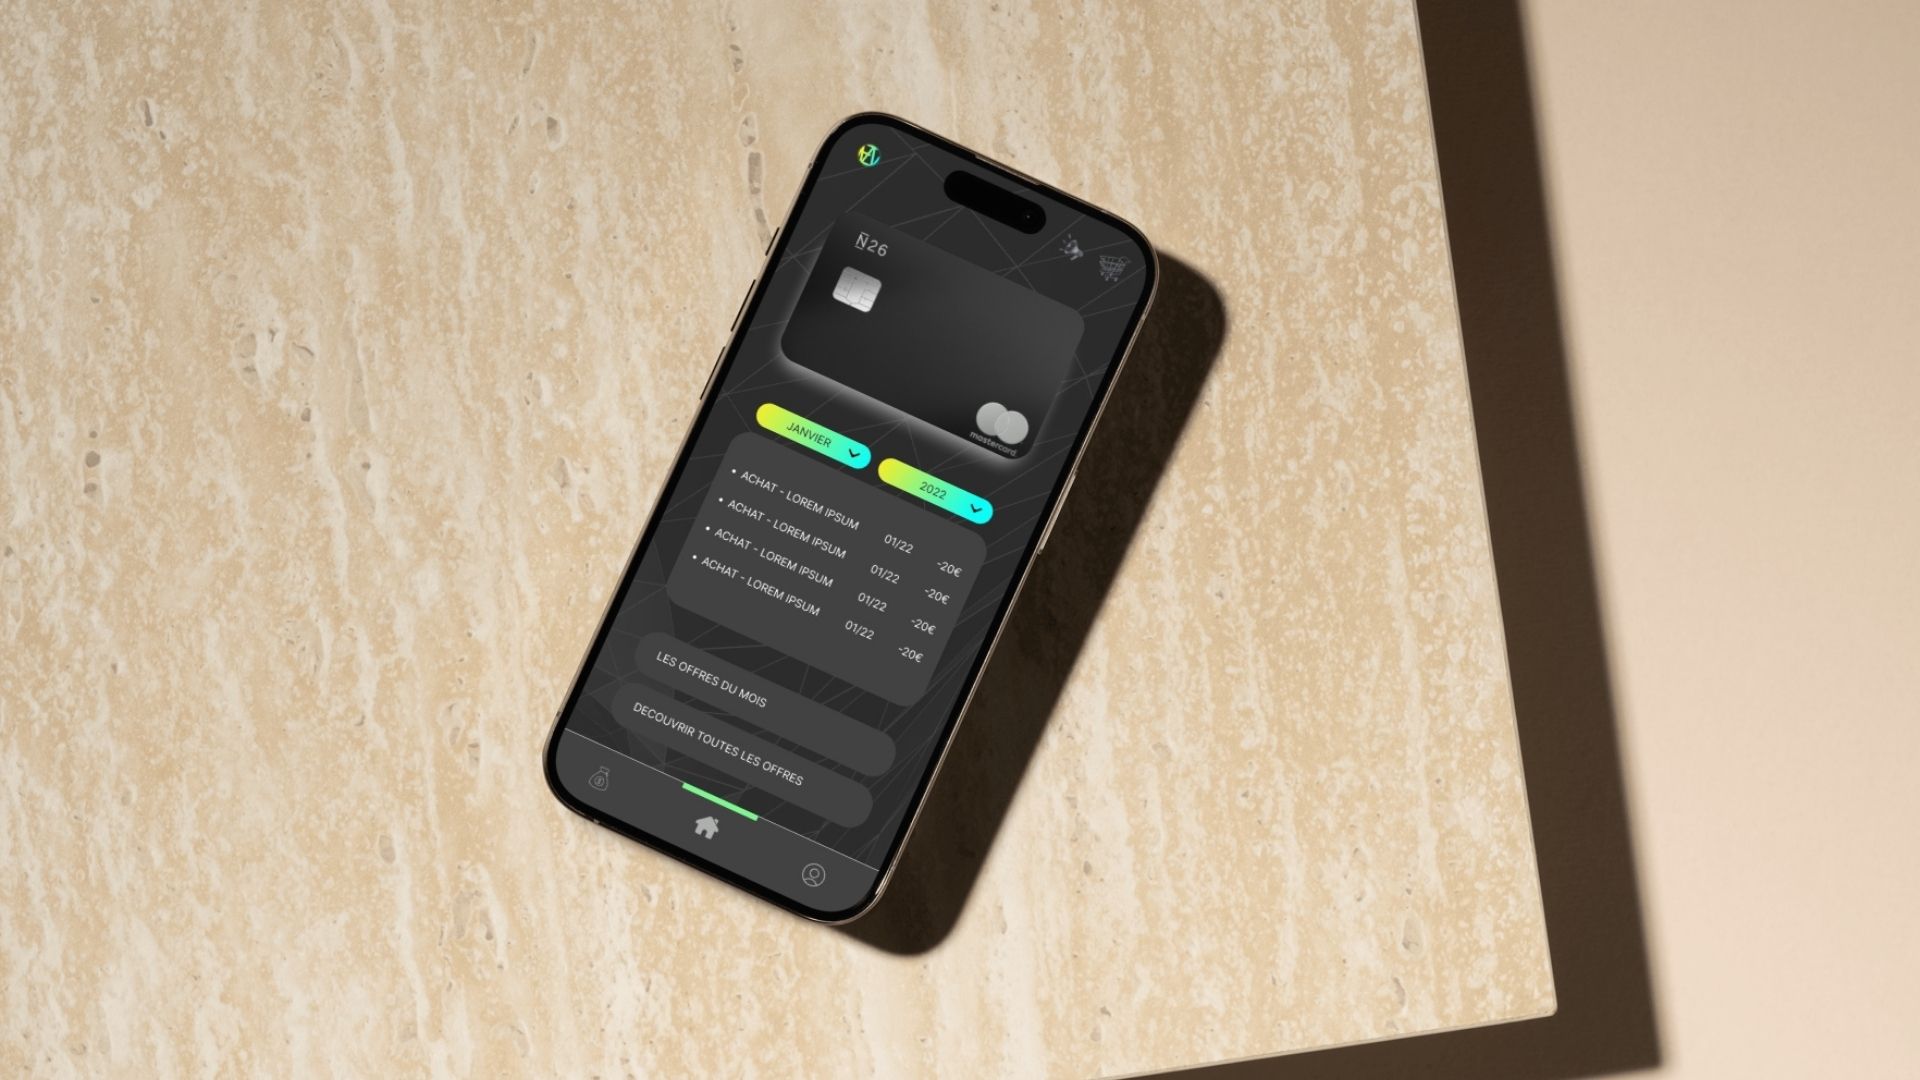 N26
mastercard
JANVIER
2022
• ACHAT - LOREM IPSUM 01/22 -20€
• ACHAT - LOREM IPSUM 01/22 -20€
• ACHAT - LOREM IPSUM 01/22 -20€
• ACHAT - LOREM IPSUM 01/22 -20€
LES OFFRES DU MOIS
DECOUVRIR TOUTES LES OFFRES